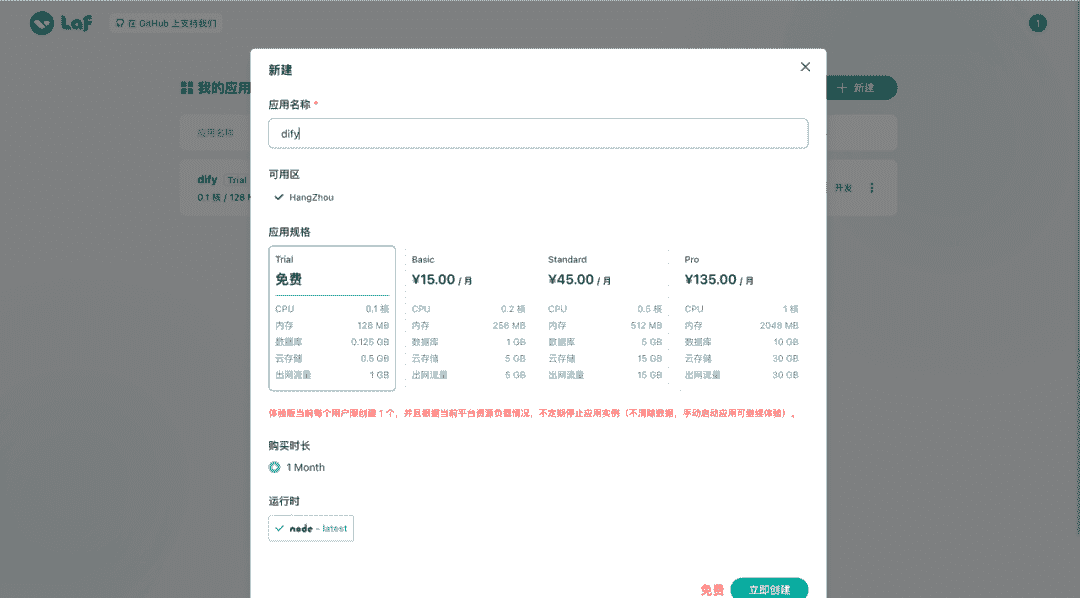 Laf 在 GitHub 上支持我们 1
新建
我的应用 + 新建
应用名称 *
应用名称
dify
可用区
dify Trial HangZhou 开发
0.1 核 / 128 M
应用规格
Trial Basic Standard Pro
免费 ¥15.00 / 月 ¥45.00 / 月 ¥135.00 / 月
CPU 0.1 核 CPU 0.2 核 CPU 0.5 核 CPU 1 核
内存 128 MB 内存 256 MB 内存 512 MB 内存 2048 MB
数据库 0.125 GB 数据库 1 GB 数据库 5 GB 数据库 10 GB
云存储 0.5 GB 云存储 5 GB 云存储 15 GB 云存储 30 GB
出网流量 1 GB 出网流量 5 GB 出网流量 15 GB 出网流量 30 GB
体验版当前每个用户限创建 1 个，并且根据当前平台资源负载情况，不定期停止应用实例（不清除数据，手动启动应用可继续体验）。
购买时长
1 Month
运行时
node - latest
免费 立即创建